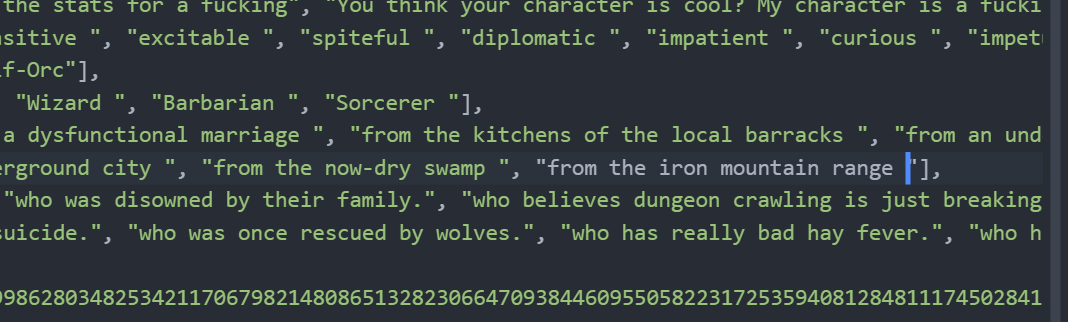 the stats for a fucking", "You think your character is cool? My character is a fucki
nsitive ", "excitable ", "spiteful ", "diplomatic ", "impatient ", "curious ", "impetu
lf-Orc"],
"Wizard ", "Barbarian ", "Sorcerer "],
a dysfunctional marriage ", "from the kitchens of the local barracks ", "from an und
erground city ", "from the now-dry swamp ", "from the iron mountain range "],
"who was disowned by their family.", "who believes dungeon crawling is just breaking
suicide.", "who was once rescued by wolves.", "who has really bad hay fever.", "who h
9986280348253421170679821480865132823066470938446095505822317253594081284811174502841